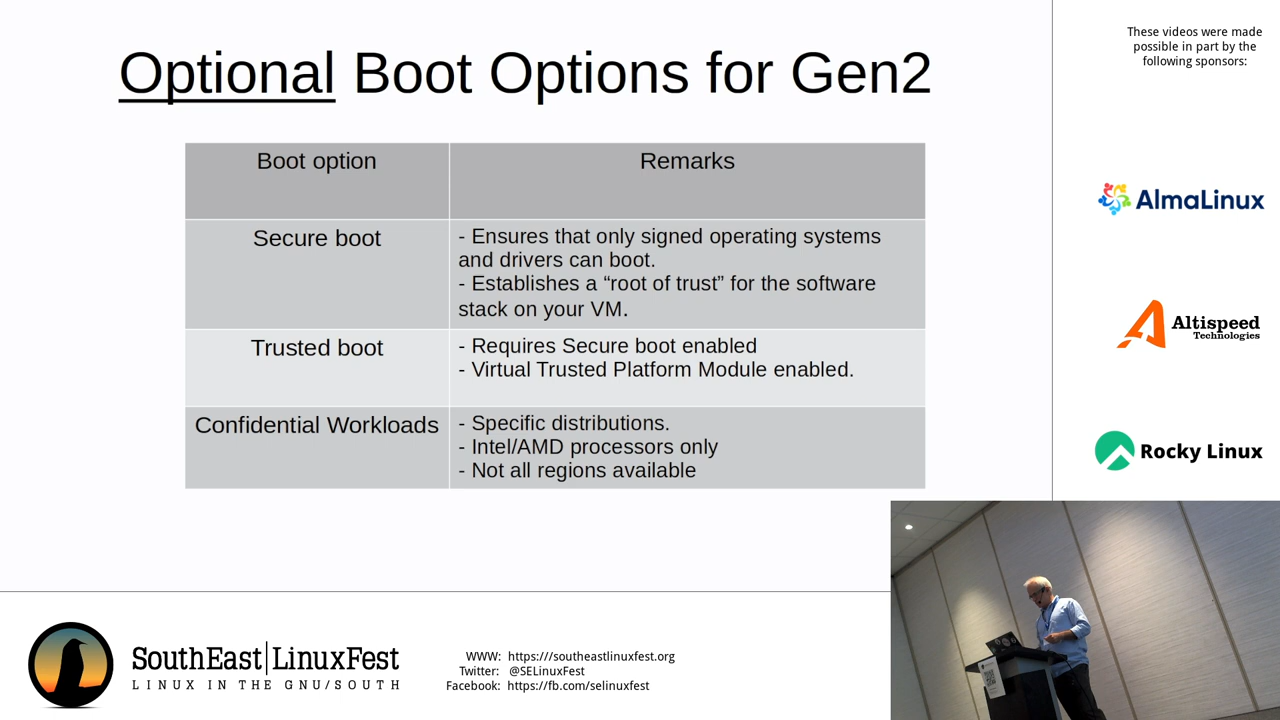 Optional Boot Options for Gen2
Boot option
Remarks
Secure boot
- Ensures that only signed operating systems
and drivers can boot.
- Establishes a “root of trust” for the software
stack on your VM.
Trusted boot
- Requires Secure boot enabled
- Virtual Trusted Platform Module enabled.
Confidential Workloads
- Specific distributions.
- Intel/AMD processors only
- Not all regions available
These videos were made
possible in part by the
following sponsors:
AlmaLinux
Altispeed
Technologies
Rocky Linux
SouthEast LinuxFest
LINUX IN THE GNU/SOUTH
WWW: https:///southeastlinuxfest.org
Twitter: @SELinuxFest
Facebook: https://fb.com/selinuxfest